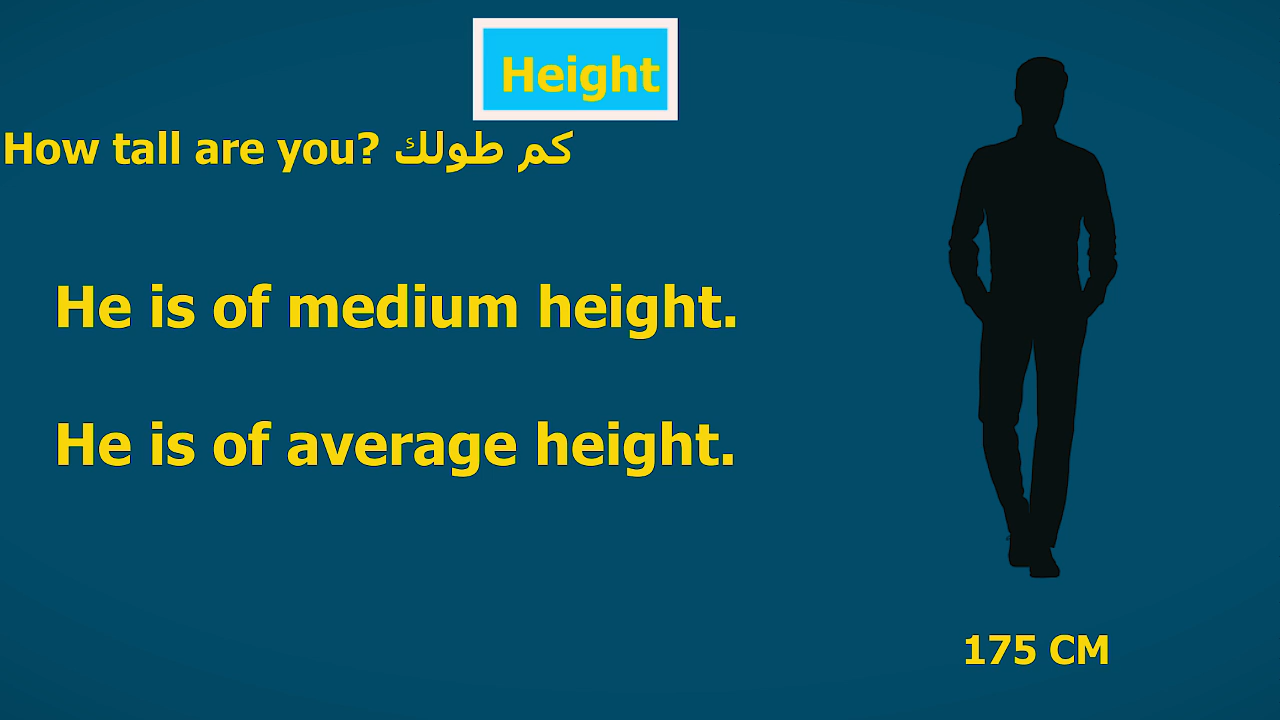 Height
How tall are you? كم طولك
He is of medium height.
He is of average height.
175 CM